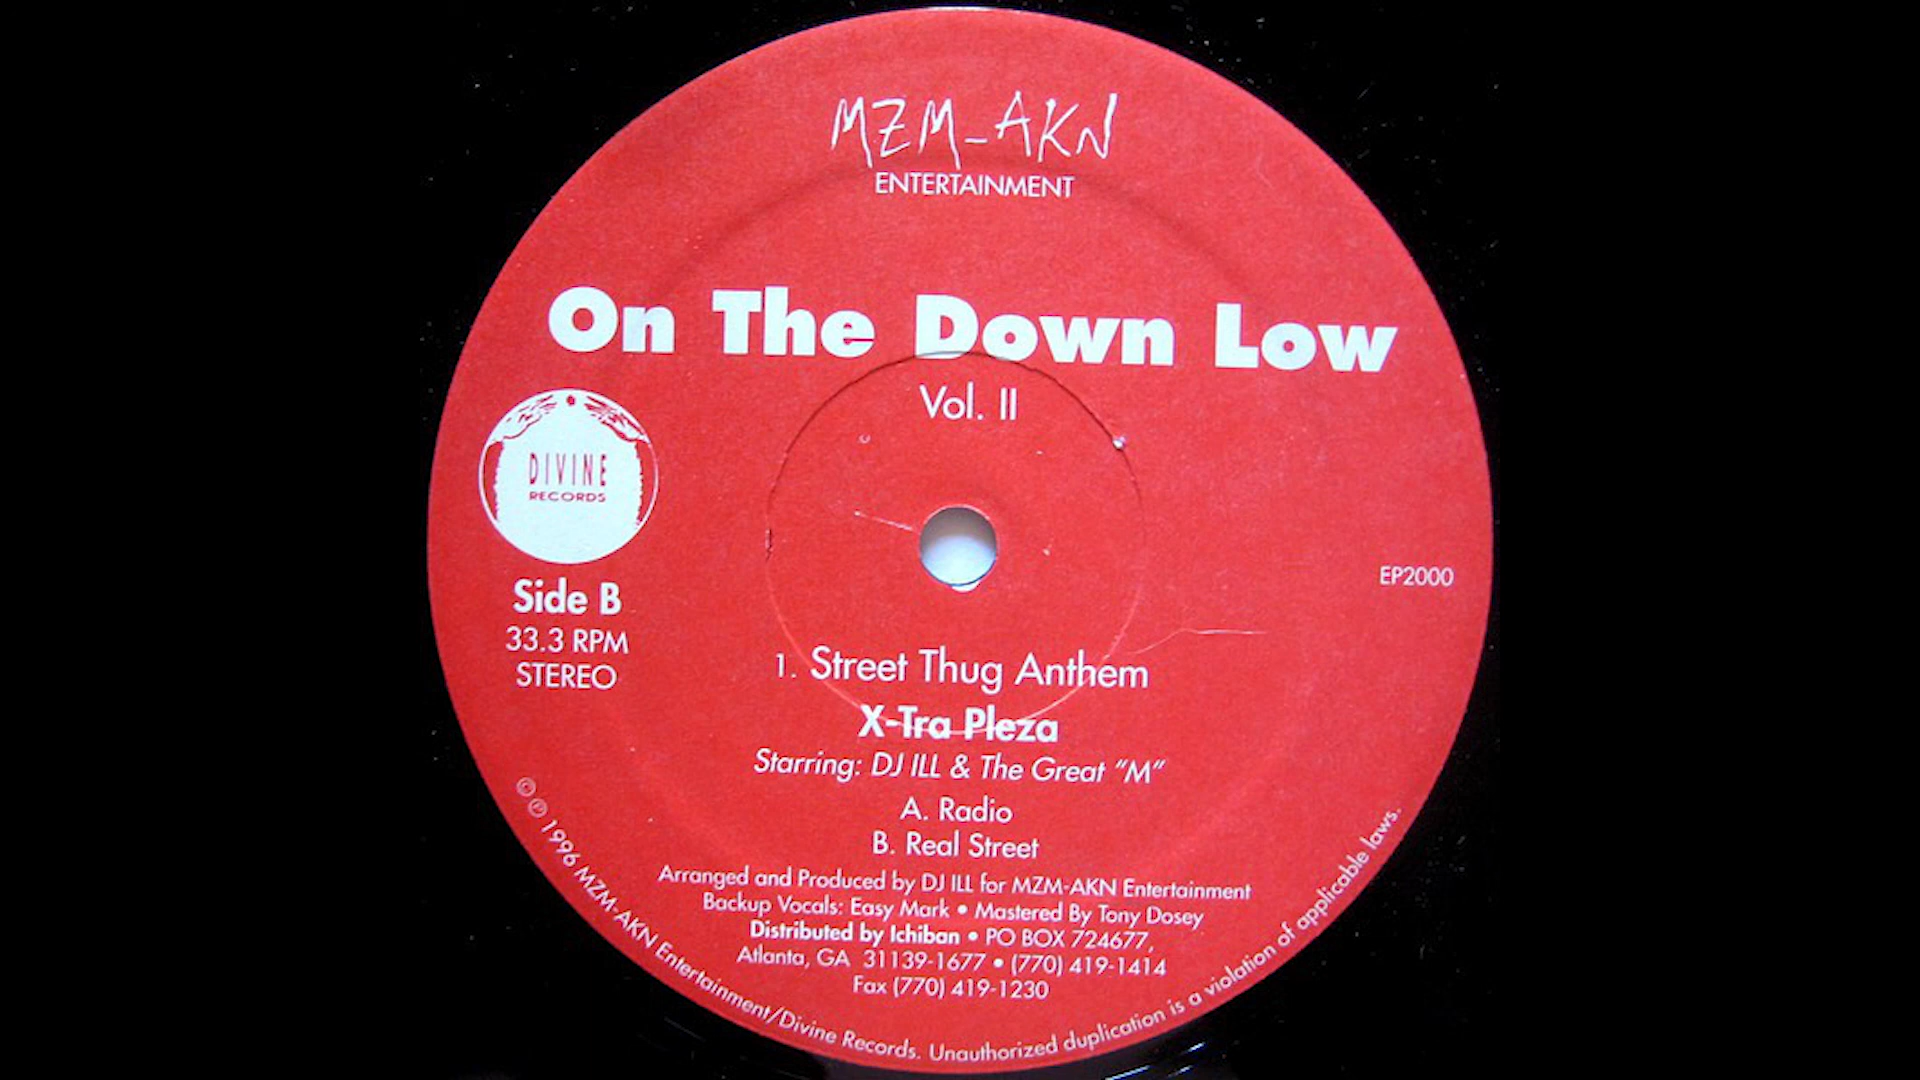 MZM-AKN
ENTERTAINMENT
On The Down Low
Vol. II
DIVINE
RECORDS
Side B
33.3 RPM
STEREO
EP2000
1. Street Thug Anthem
X-Tra Pleza
Starring: DJ ILL & The Great "M"
A. Radio
B. Real Street
Arranged and Produced by DJ ILL for MZM-AKN Entertainment
Backup Vocals: Easy Mark • Mastered By Tony Dosey
Distributed by Ichiban • PO BOX 724677,
Atlanta, GA 31139-1677 • (770) 419-1414
Fax (770) 419-1230
© ℗ 1996 MZM-AKN Entertainment/Divine Records. Unauthorized duplication is a violation of applicable laws.